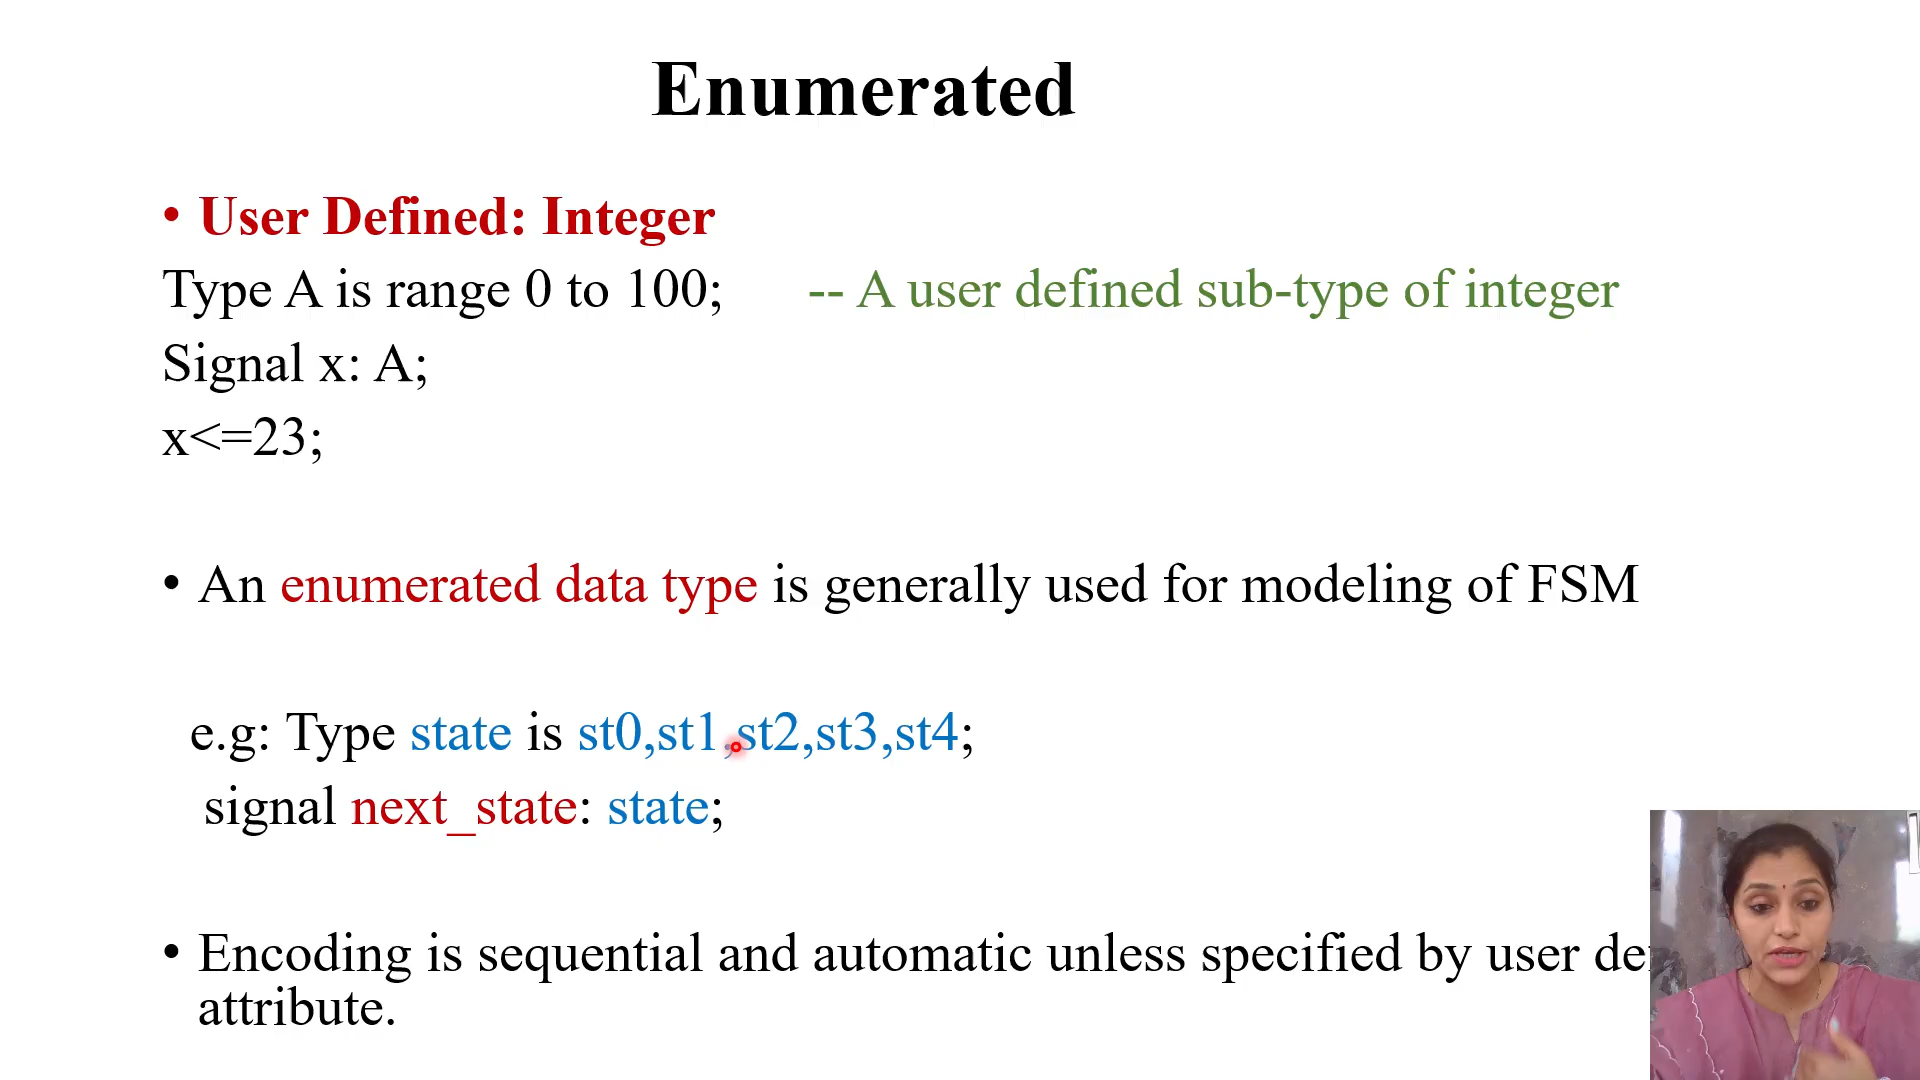 Enumerated
• User Defined: Integer
Type A is range 0 to 100; -- A user defined sub-type of integer
Signal x: A;
x<=23;
• An enumerated data type is generally used for modeling of FSM
e.g: Type state is st0,st1,st2,st3,st4;
signal next_state: state;
• Encoding is sequential and automatic unless specified by user
attribute.